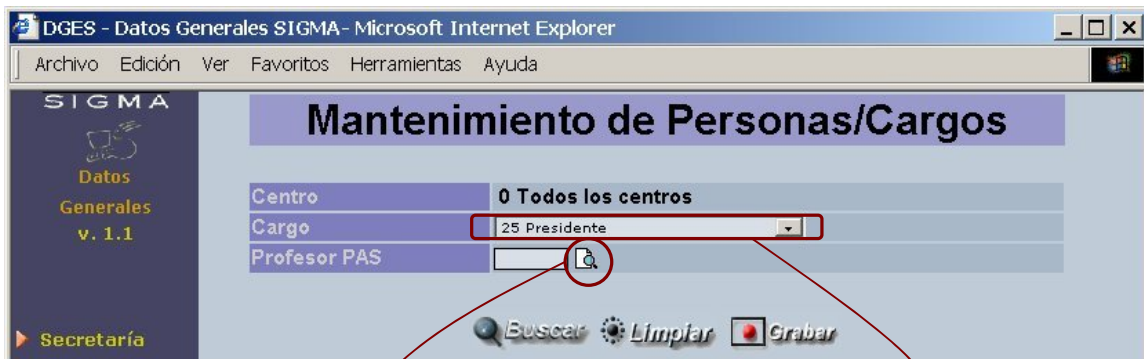 DGES - Datos Generales SIGMA- Microsoft Internet Explorer
Archivo Edición Ver Favoritos Herramientas Ayuda
SIGMA
Datos
Generales
v. 1.1
Secretaría
Mantenimiento de Personas/Cargos
Centro 0 Todos los centros
Cargo 25 Presidente
Profesor PAS
Buscar Limpiar Grabar